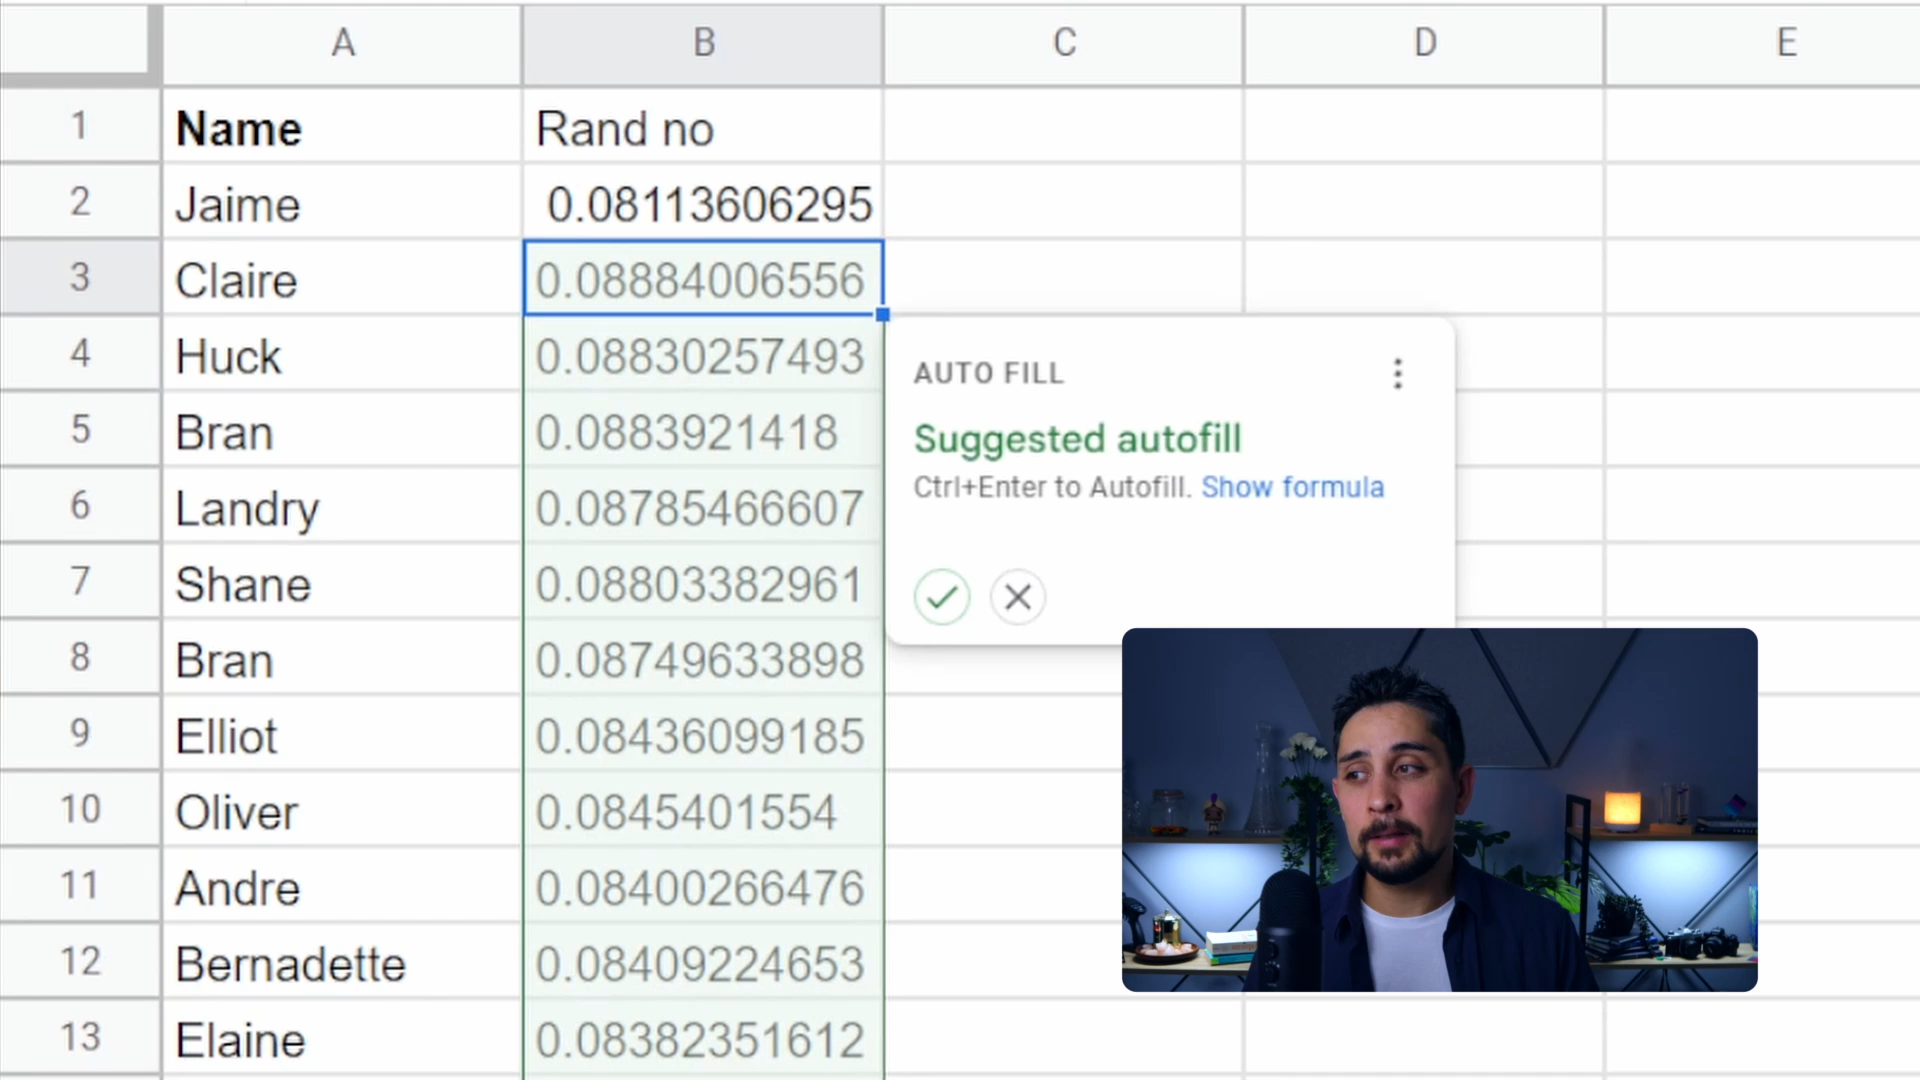 A B C D E
1 Name Rand no
2 Jaime 0.08113606295
3 Claire 0.08884006556
4 Huck 0.08830257493
5 Bran 0.0883921418
6 Landry 0.08785466607
7 Shane 0.08803382961
8 Bran 0.08749633898
9 Elliot 0.08436099185
10 Oliver 0.0845401554
11 Andre 0.08400266476
12 Bernadette 0.08409224653
13 Elaine 0.08382351612
AUTO FILL
Suggested autofill
Ctrl+Enter to Autofill. Show formula